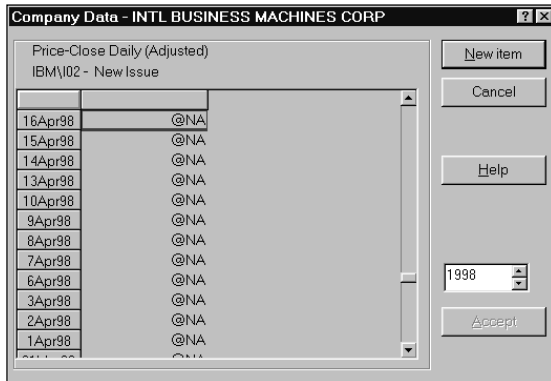 Company Data - INTL BUSINESS MACHINES CORP
Price-Close Daily (Adjusted)
IBM\I02 - New Issue
New item
Cancel
16Apr98 @NA
15Apr98 @NA
14Apr98 @NA
13Apr98 @NA
Help
10Apr98 @NA
9Apr98 @NA
8Apr98 @NA
7Apr98 @NA
6Apr98 @NA
1998
3Apr98 @NA
2Apr98 @NA
Accept
1Apr98 @NA